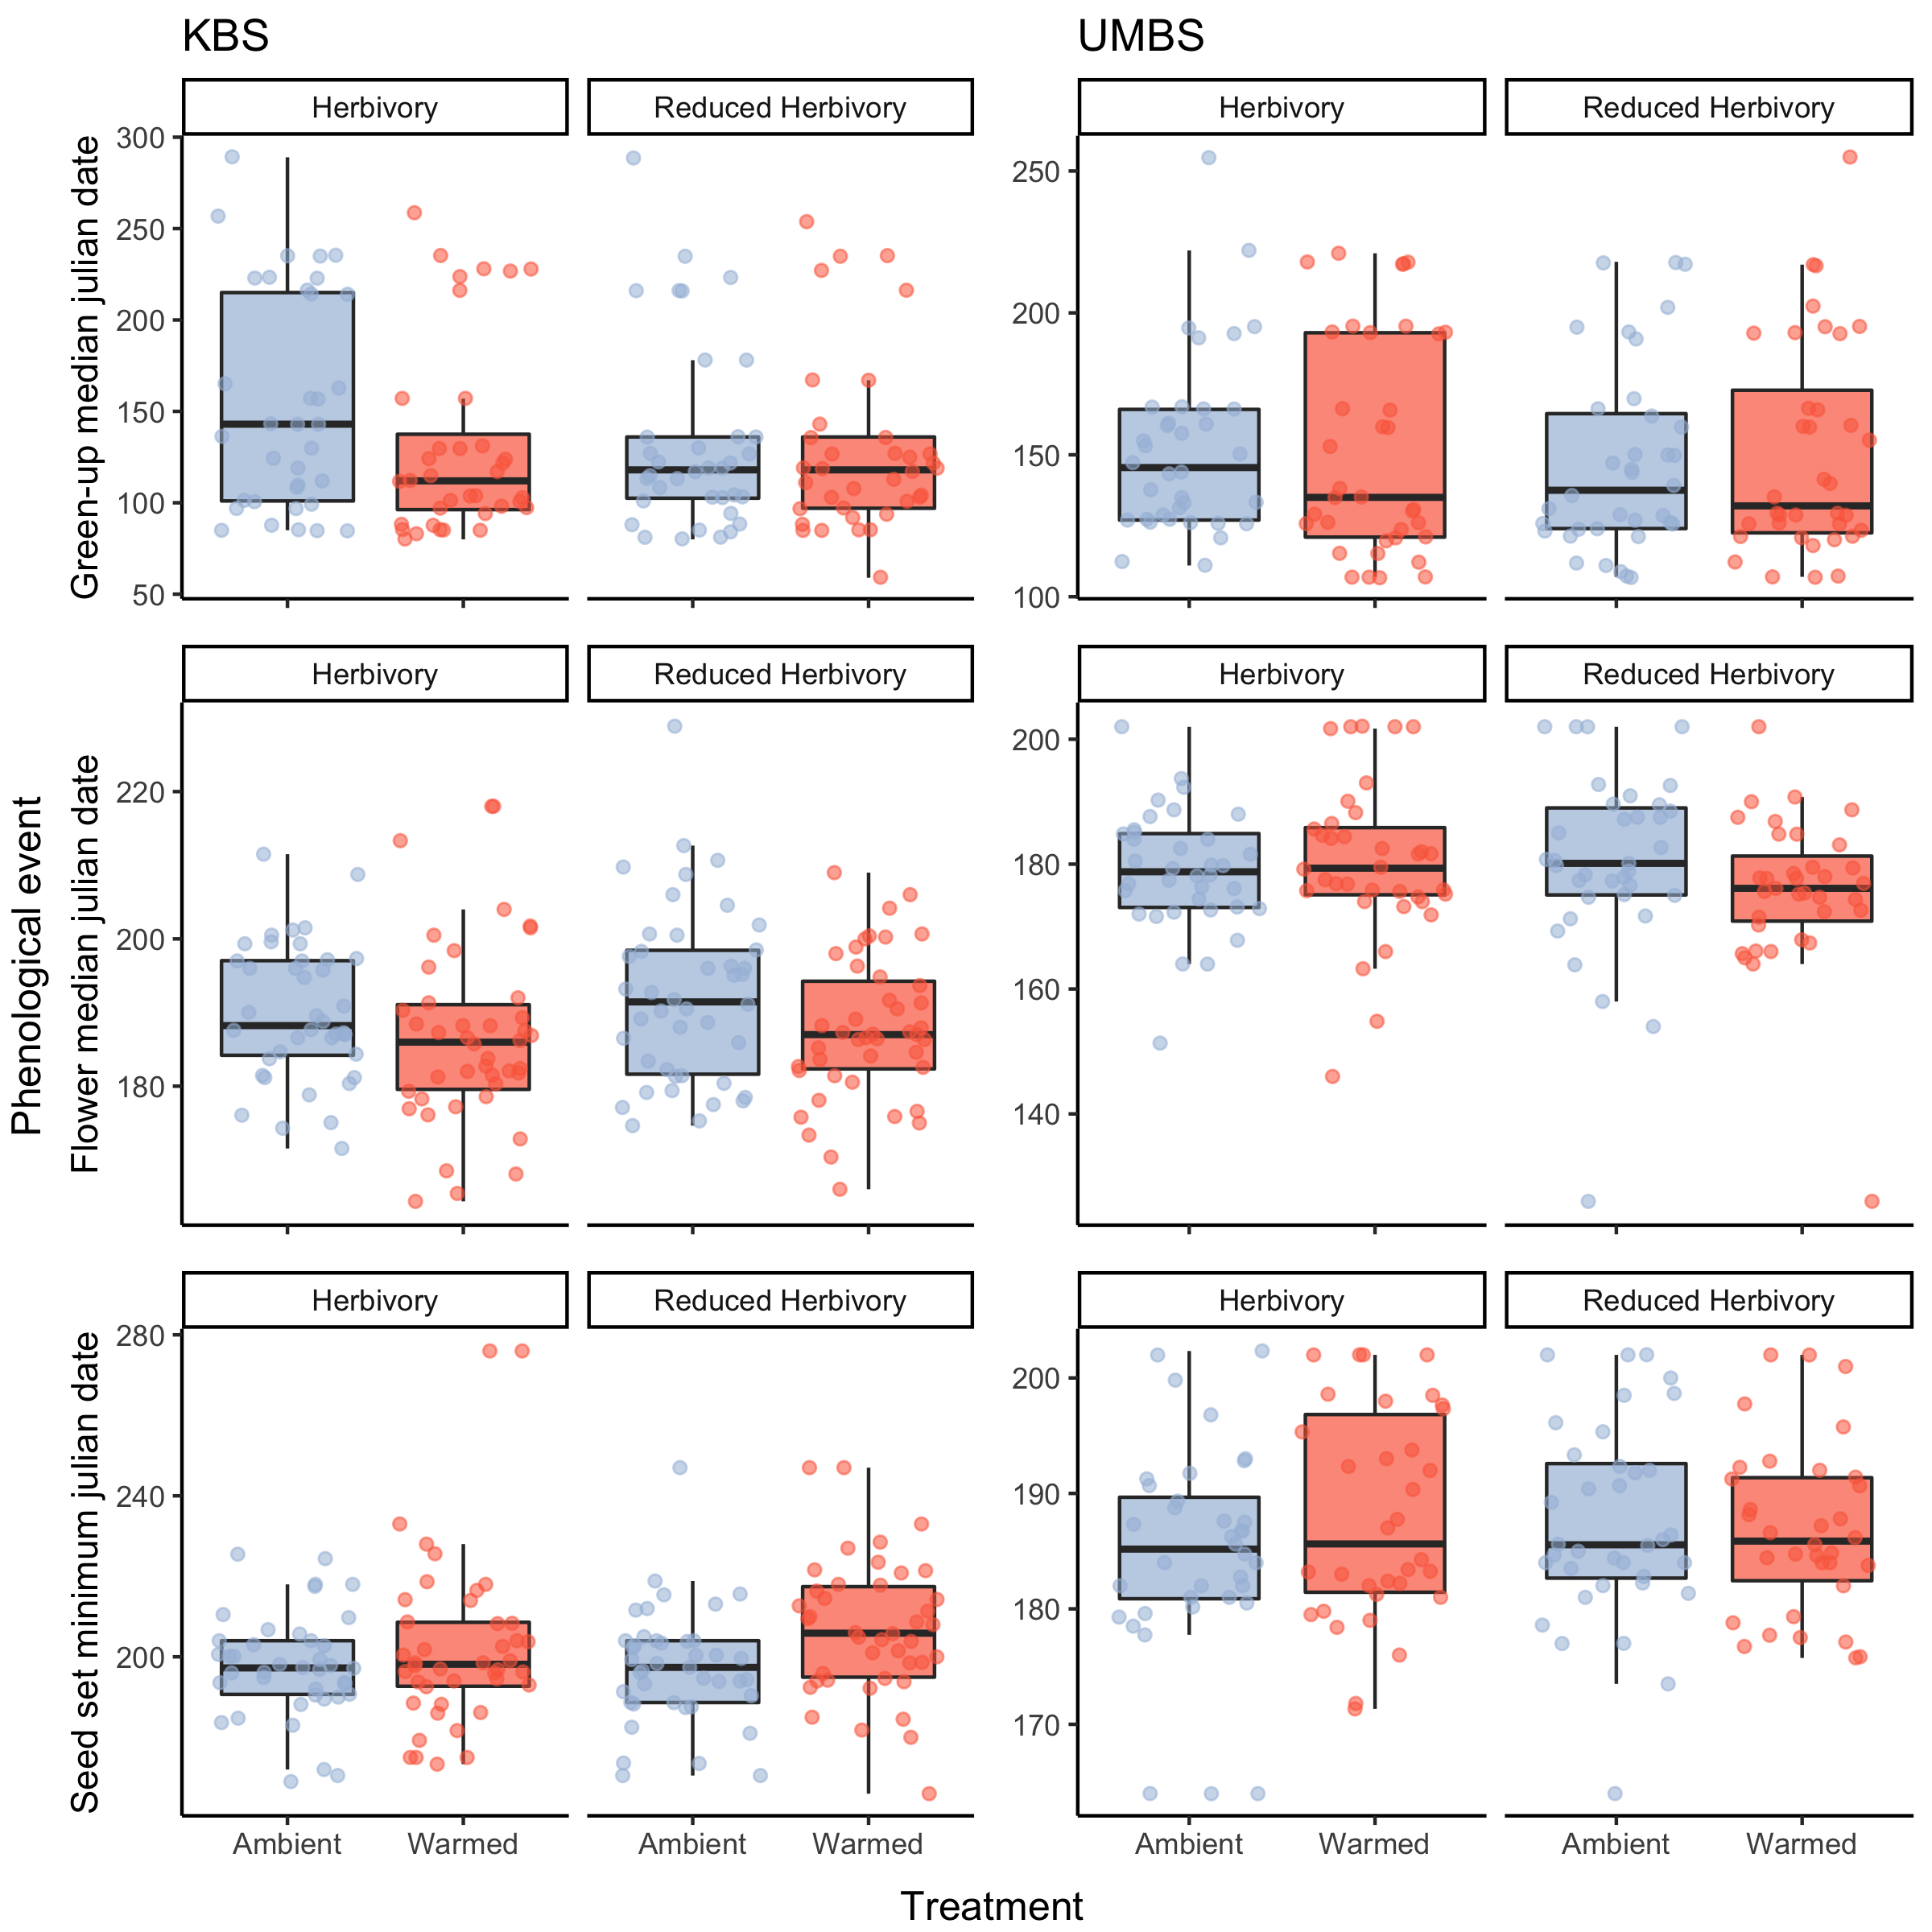 KBS
UMBS
Herbivory
Reduced Herbivory
Herbivory
Reduced Herbivory
Green-up median julian date
300
250
200
150
100
50
250
200
150
100
Herbivory
Reduced Herbivory
Herbivory
Reduced Herbivory
Phenological event
Flower median julian date
220
200
180
200
180
160
140
Herbivory
Reduced Herbivory
Herbivory
Reduced Herbivory
Seed set minimum julian date
280
240
200
200
190
180
170
Ambient
Warmed
Ambient
Warmed
Ambient
Warmed
Ambient
Warmed
Treatment